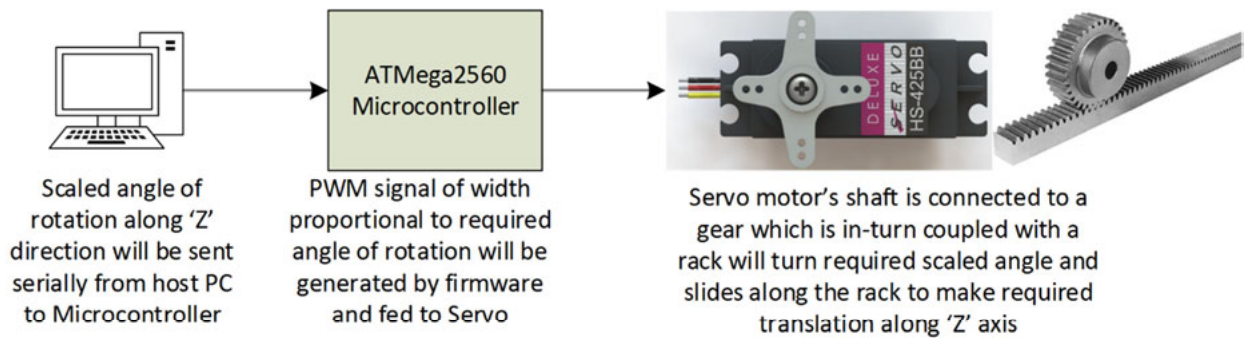 ATMega2560
Microcontroller
DELUXE
SERVO
HS-425BB
Scaled angle of
rotation along ‘Z’
direction will be sent
serially from host PC
to Microcontroller
PWM signal of width
proportional to required
angle of rotation will be
generated by firmware
and fed to Servo
Servo motor’s shaft is connected to a
gear which is in-turn coupled with a
rack will turn required scaled angle and
slides along the rack to make required
translation along ‘Z’ axis